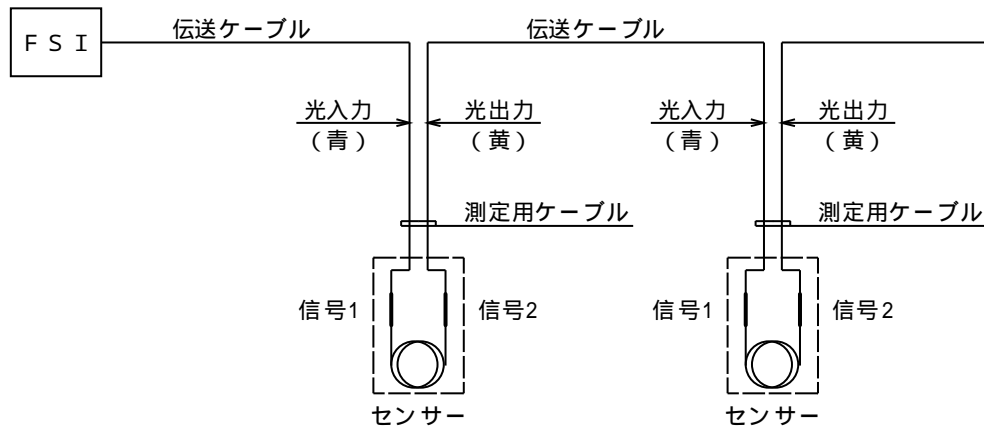 FSI
伝送ケーブル
伝送ケーブル
光入力
(青)
光出力
(黄)
光入力
(青)
光出力
(黄)
測定用ケーブル
測定用ケーブル
信号1
信号2
信号1
信号2
センサー
センサー